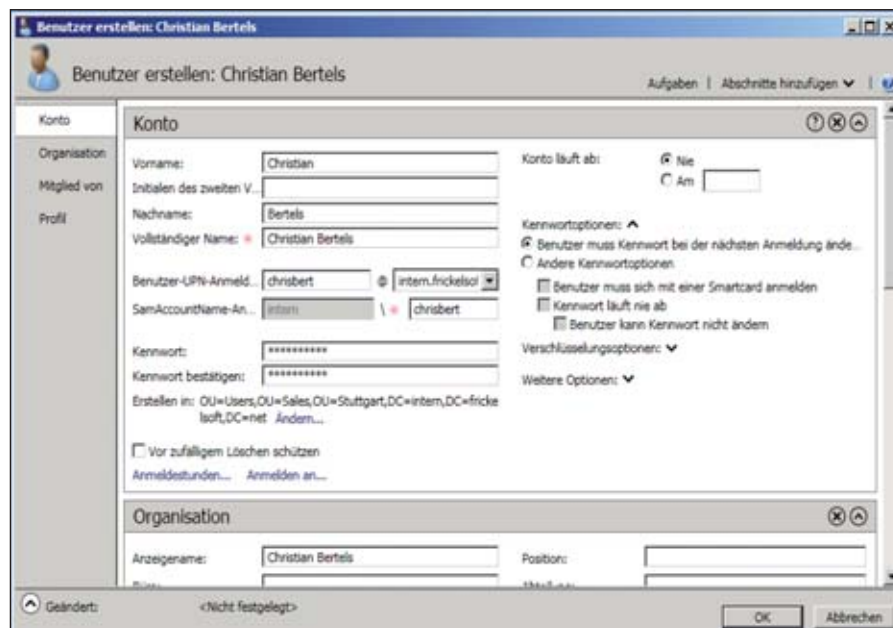 Benutzer erstellen: Christian Bertels
Benutzer erstellen: Christian Bertels
Aufgaben | Abschnitte hinzufügen |
Konto
Organisation
Mitglied von
Profil
Konto
Vorname: Christian
Initialen des zweiten V...
Nachname: Bertels
Vollständiger Name: * Christian Bertels
Benutzer-UPN-Anmeld... chrisbert @ intern.frickelsof
SamAccountName-An... intern \ * chrisbert
Kennwort: **********
Kennwort bestätigen: **********
Erstellen in: OU=Users,OU=Sales,OU=Stuttgart,DC=intern,DC=fricke
lsoft,DC=net Ändern...
Vor zufälligem Löschen schützen
Anmeldestunden... Anmelden an...
Konto läuft ab: Nie
Am
Kennwortoptionen:
Benutzer muss Kennwort bei der nächsten Anmeldung ände...
Andere Kennwortoptionen
Benutzer muss sich mit einer Smartcard anmelden
Kennwort läuft nie ab
Benutzer kann Kennwort nicht ändern
Verschlüsselungsoptionen:
Weitere Optionen:
Organisation
Anzeigename: Christian Bertels
Position:
Geändert: <Nicht festgelegt>
OK Abbrechen